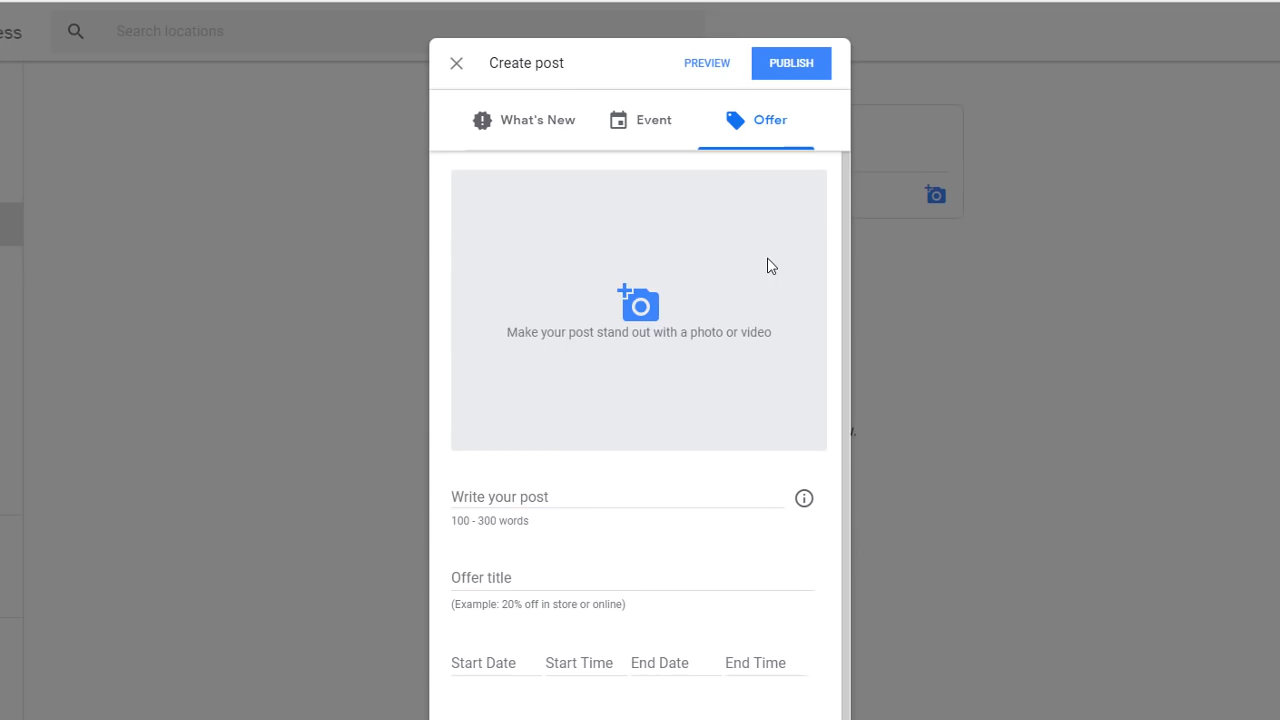 ess
Search locations
Create post
PREVIEW
PUBLISH
What's New
Event
Offer
Make your post stand out with a photo or video
Write your post
100 - 300 words
Offer title
(Example: 20% off in store or online)
Start Date
Start Time
End Date
End Time